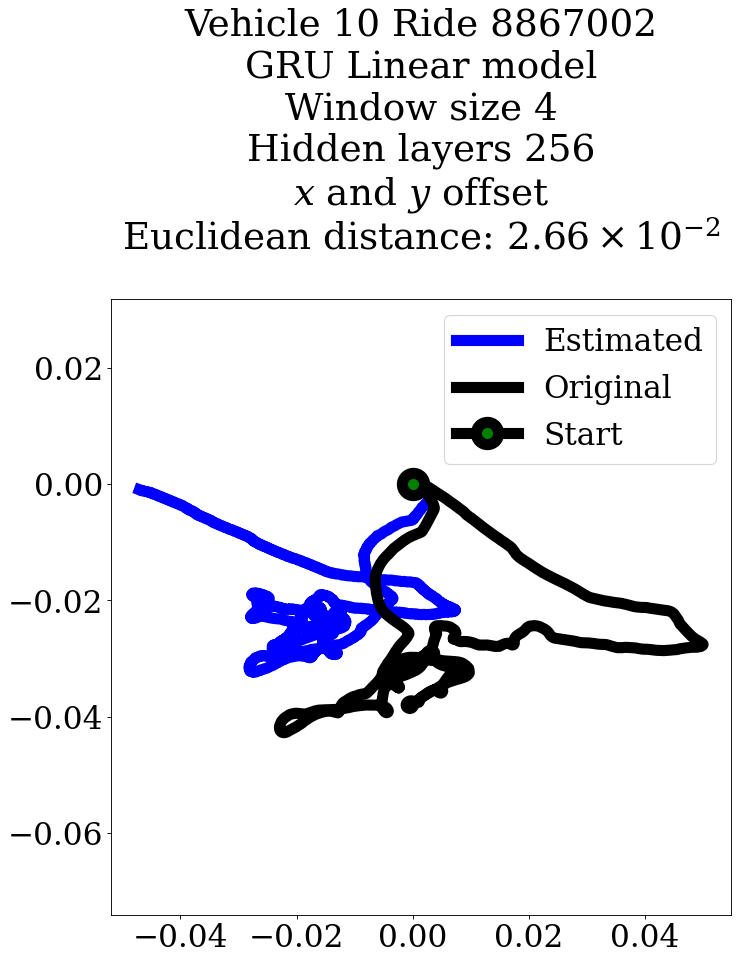 Vehicle 10 Ride 8867002
GRU Linear model
Window size 4
Hidden layers 256
x and y offset
Euclidean distance: 2.66 × 10⁻²
Estimated
Original
Start
0.02
0.00
−0.02
−0.04
−0.06
−0.04 −0.02 0.00 0.02 0.04